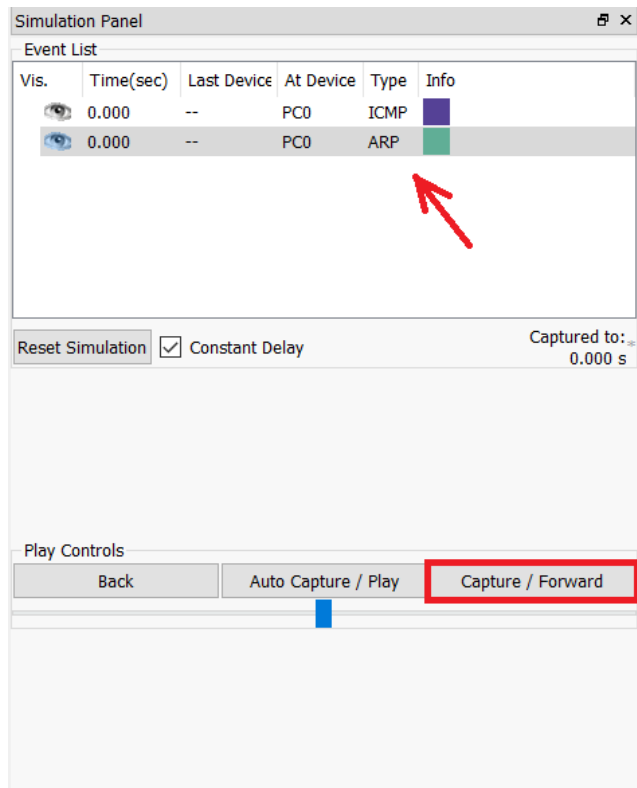 Simulation Panel
Event List
Vis. Time(sec) Last Device At Device Type Info
0.000 -- PC0 ICMP
0.000 -- PC0 ARP
Reset Simulation Constant Delay Captured to: *
0.000 s
Play Controls
Back Auto Capture / Play Capture / Forward